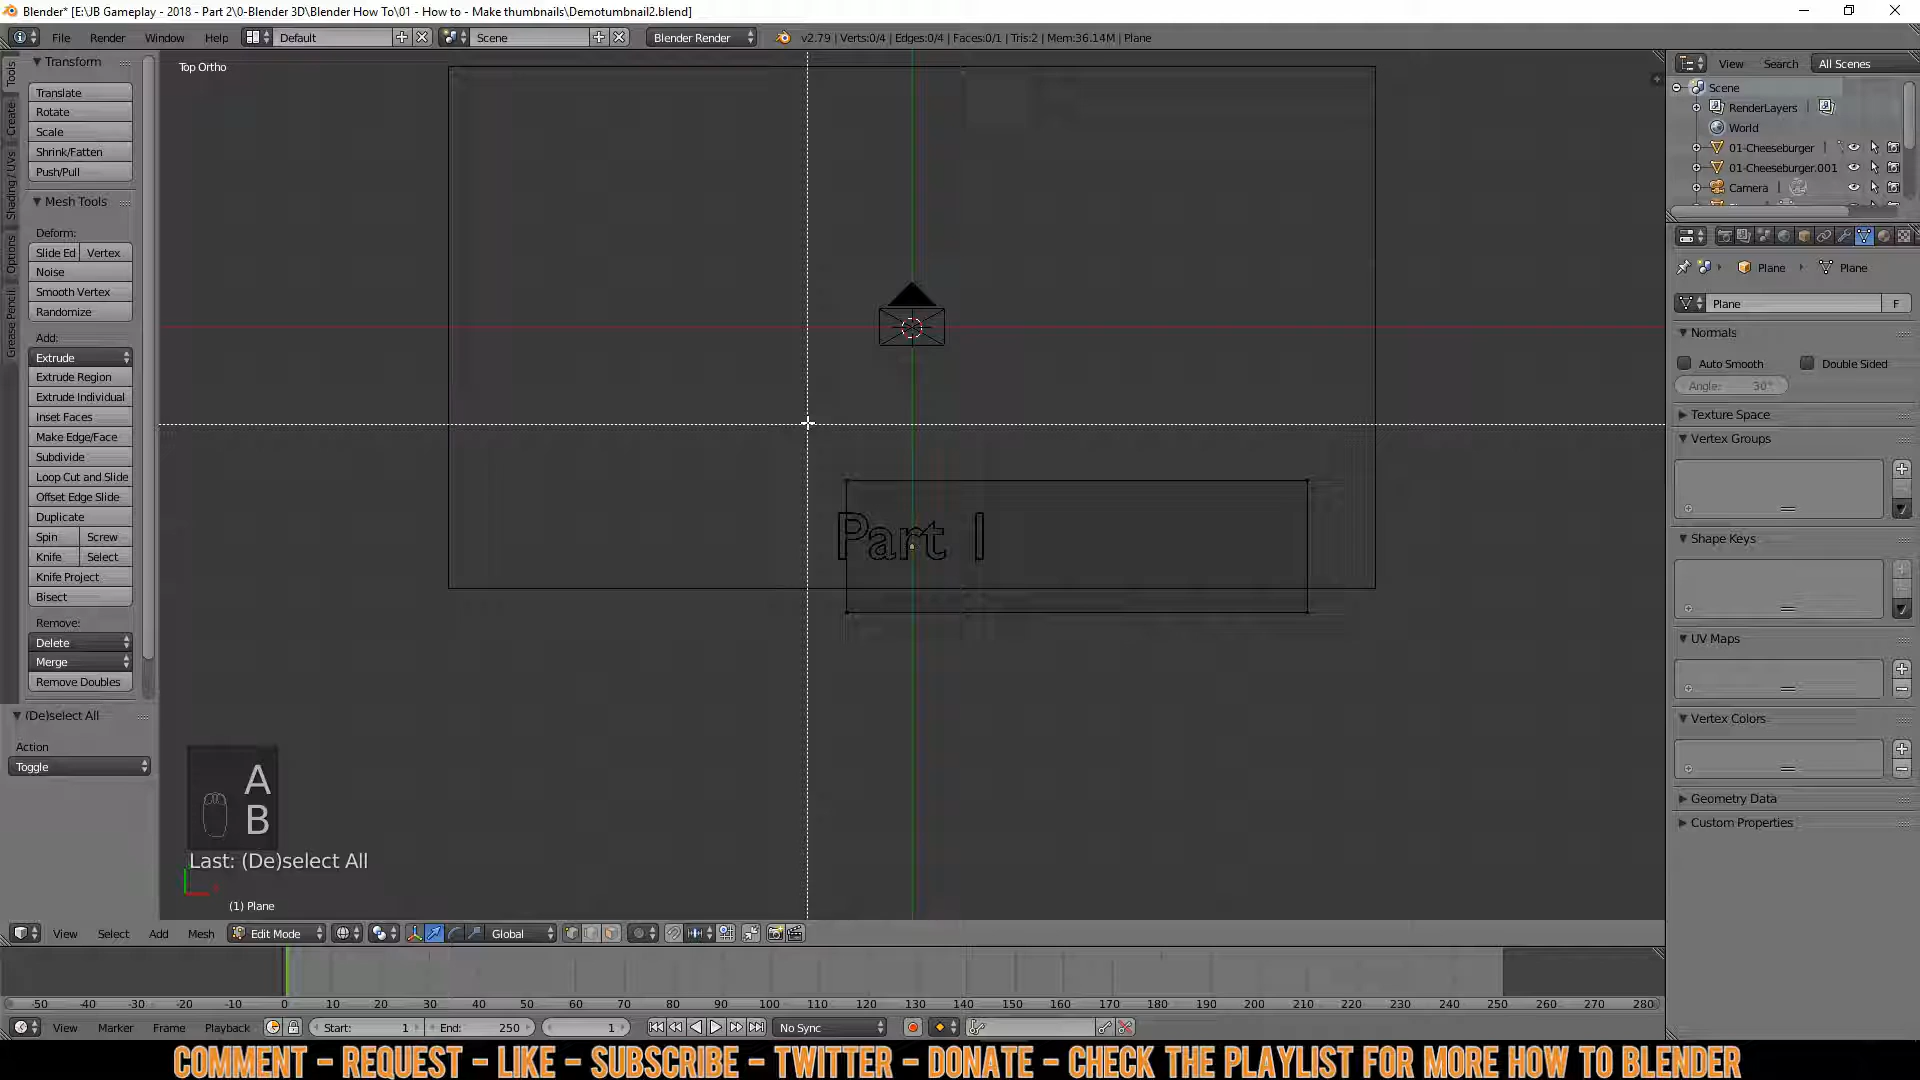 Blender* [E:\JB Gameplay - 2018 - Part 2\0-Blender 3D\Blender How To\01 - How to - Make thumbnails\Demotumbnail2.blend]
File Render Window Help Default Scene Blender Render v2.79 | Verts:0/4 | Edges:0/4 | Faces:0/1 | Tris:2 | Mem:36.14M | Plane
Tools
Create
Shading / UVs
Options
Grease Pencil
Transform
Translate
Rotate
Scale
Shrink/Fatten
Push/Pull
Mesh Tools
Deform:
Slide Ed Vertex
Noise
Smooth Vertex
Randomize
Add:
Extrude
Extrude Region
Extrude Individual
Inset Faces
Make Edge/Face
Subdivide
Loop Cut and Slide
Offset Edge Slide
Duplicate
Spin Screw
Knife Select
Knife Project
Bisect
Remove:
Delete
Merge
Remove Doubles
(De)select All
Action
Toggle
Top Ortho
Part 1
A
B
Last: (De)select All
(1) Plane
View Select Add Mesh Edit Mode Global
View Search All Scenes
Scene
RenderLayers
World
01-Cheeseburger
01-Cheeseburger.001
Camera
Plane Plane
Plane F
Normals
Auto Smooth Double Sided
Angle: 30°
Texture Space
Vertex Groups
Shape Keys
UV Maps
Vertex Colors
Geometry Data
Custom Properties
-50 -40 -30 -20 -10 0 10 20 30 40 50 60 70 80 90 100 110 120 130 140 150 160 170 180 190 200 210 220 230 240 250 260 270 280
View Marker Frame Playback Start: 1 End: 250 1 No Sync
COMMENT - REQUEST - LIKE - SUBSCRIBE - TWITTER - DONATE - CHECK THE PLAYLIST FOR MORE HOW TO BLENDER